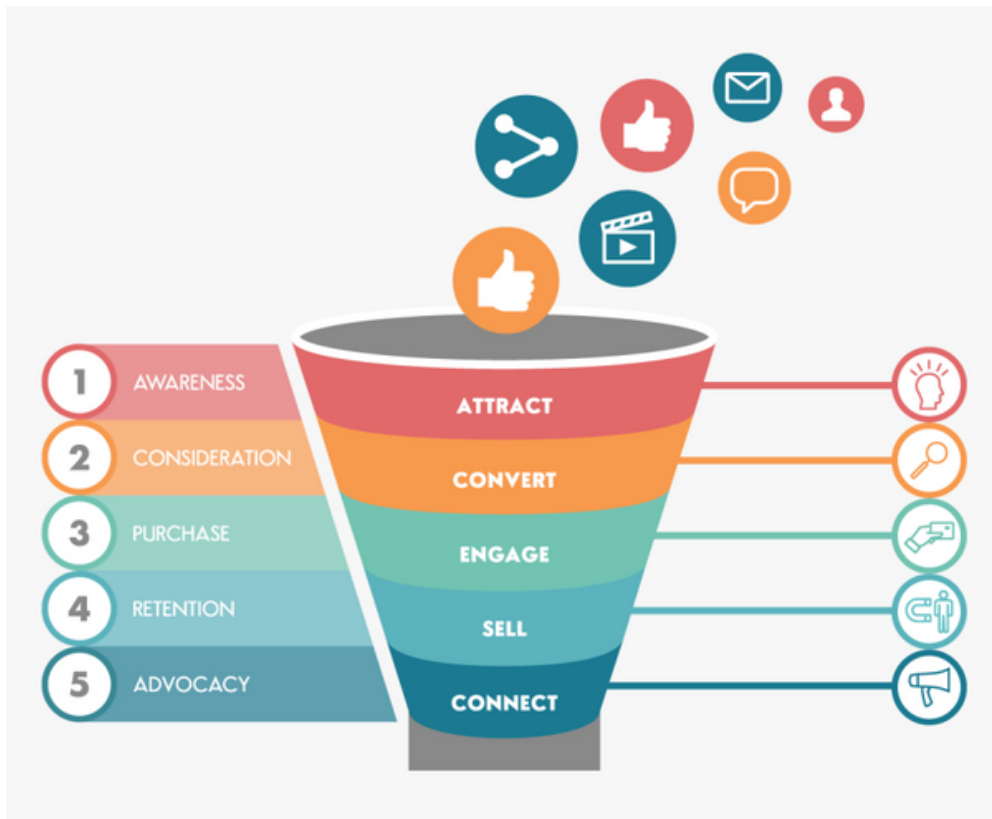 1 AWARENESS
ATTRACT
2 CONSIDERATION
CONVERT
3 PURCHASE
ENGAGE
4 RETENTION
SELL
5 ADVOCACY
CONNECT